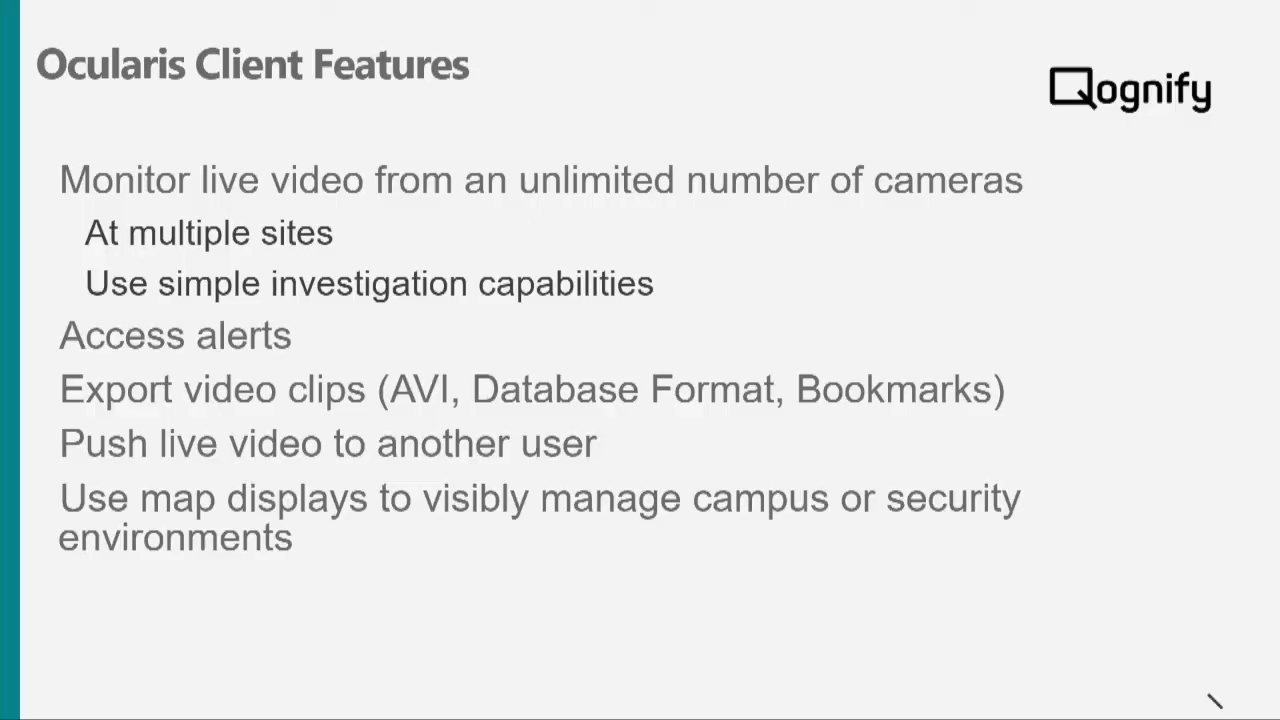 Ocularis Client Features
Qognify
Monitor live video from an unlimited number of cameras
At multiple sites
Use simple investigation capabilities
Access alerts
Export video clips (AVI, Database Format, Bookmarks)
Push live video to another user
Use map displays to visibly manage campus or security
environments